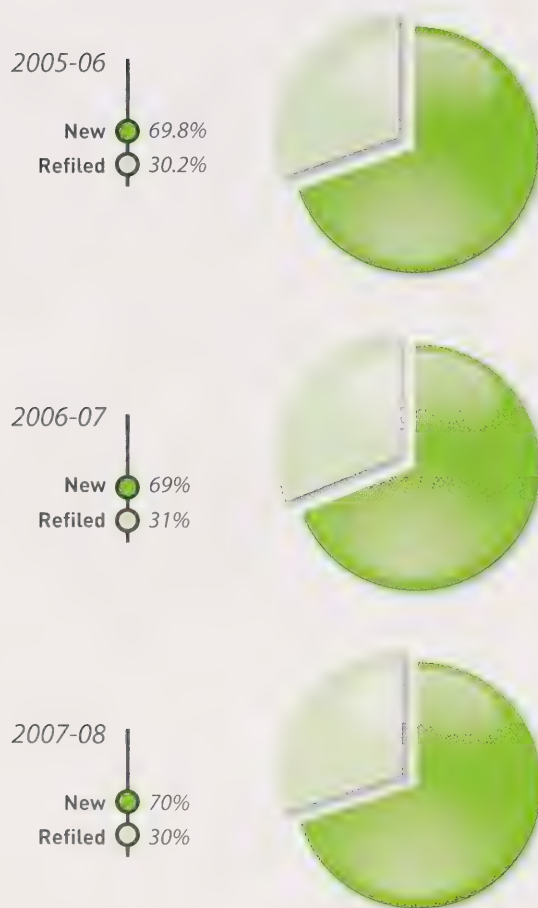 2005-06
New 69.8%
Refiled 30.2%
2006-07
New 69%
Refiled 31%
2007-08
New 70%
Refiled 30%